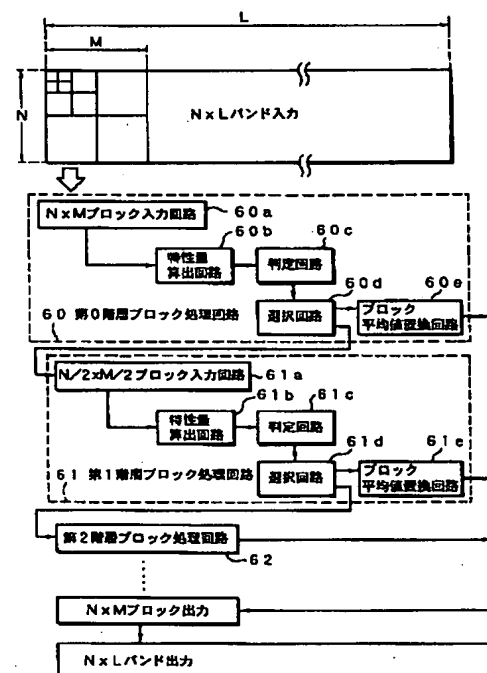 L
M
N
N×Lバンド入力
N×Mブロック入力回路
60a
60b
60c
特性量
算出回路
判定回路
60d
60e
選択回路
ブロック
平均値置換回路
60 第0階層ブロック処理回路
N/2×M/2ブロック入力回路
61a
61b
61c
特性量
算出回路
判定回路
61d
61e
選択回路
ブロック
平均値置換回路
61 第1階層ブロック処理回路
第2階層ブロック処理回路
62
N×Mブロック出力
N×Lバンド出力